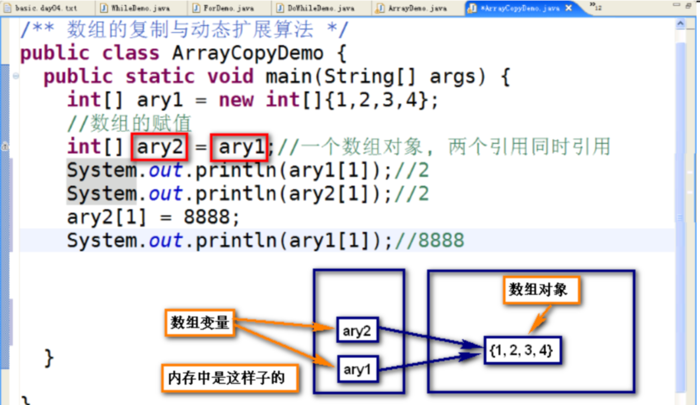 basic day04.txt WhileDemo.java ForDemo.java DoWhileDemo.java ArrayDemo.java *ArrayCopyDemo.java »12
/** 数组的复制与动态扩展算法 */
public class ArrayCopyDemo {
public static void main(String[] args) {
int[] ary1 = new int[]{1,2,3,4};
//数组的赋值
int[] ary2 = ary1;//一个数组对象, 两个引用同时引用
System.out.println(ary1[1]);//2
System.out.println(ary2[1]);//2
ary2[1] = 8888;
System.out.println(ary1[1]);//8888
数组对象
数组变量
ary2
{1, 2, 3, 4}
ary1
内存中是这样子的
}
}